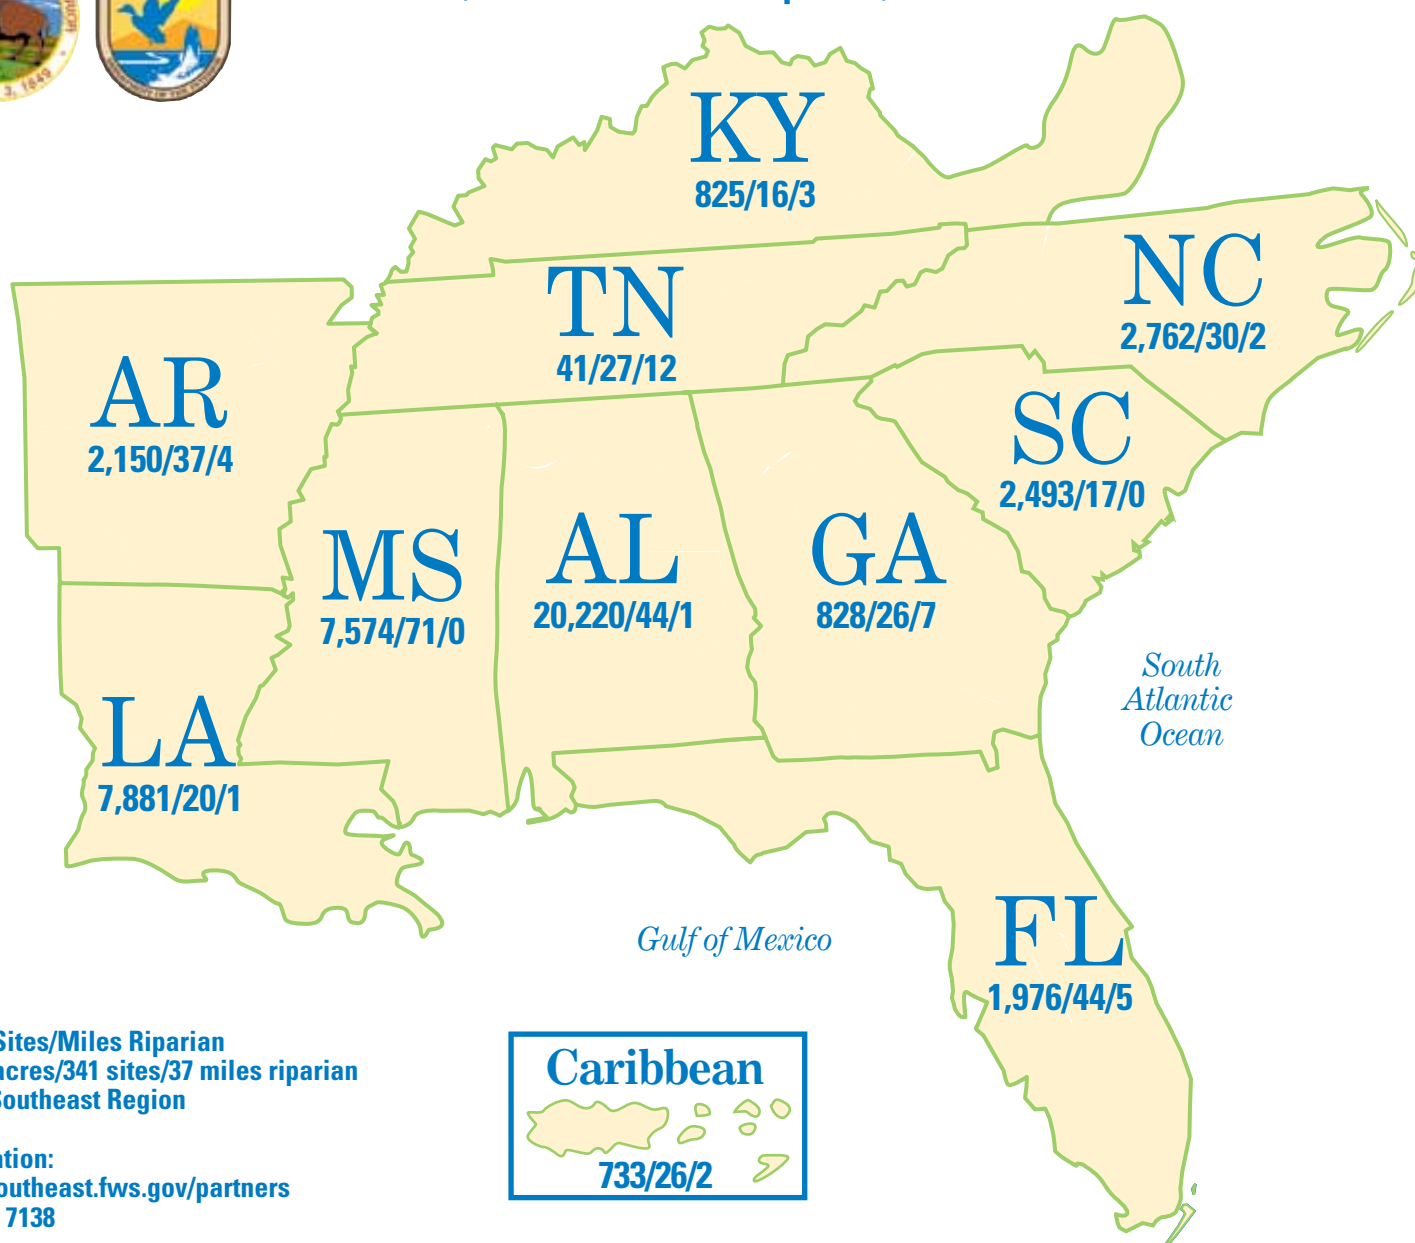 3, 1849
KY
825/16/3
NC
2,762/30/2
TN
41/27/12
AR
2,150/37/4
SC
2,493/17/0
MS
7,574/71/0
AL
20,220/44/1
GA
828/26/7
South
Atlantic
Ocean
LA
7,881/20/1
FL
1,976/44/5
Gulf of Mexico
Sites/Miles Riparian
acres/341 sites/37 miles riparian
Southeast Region
Caribbean
733/26/2
outheast.fws.gov/partners
7138